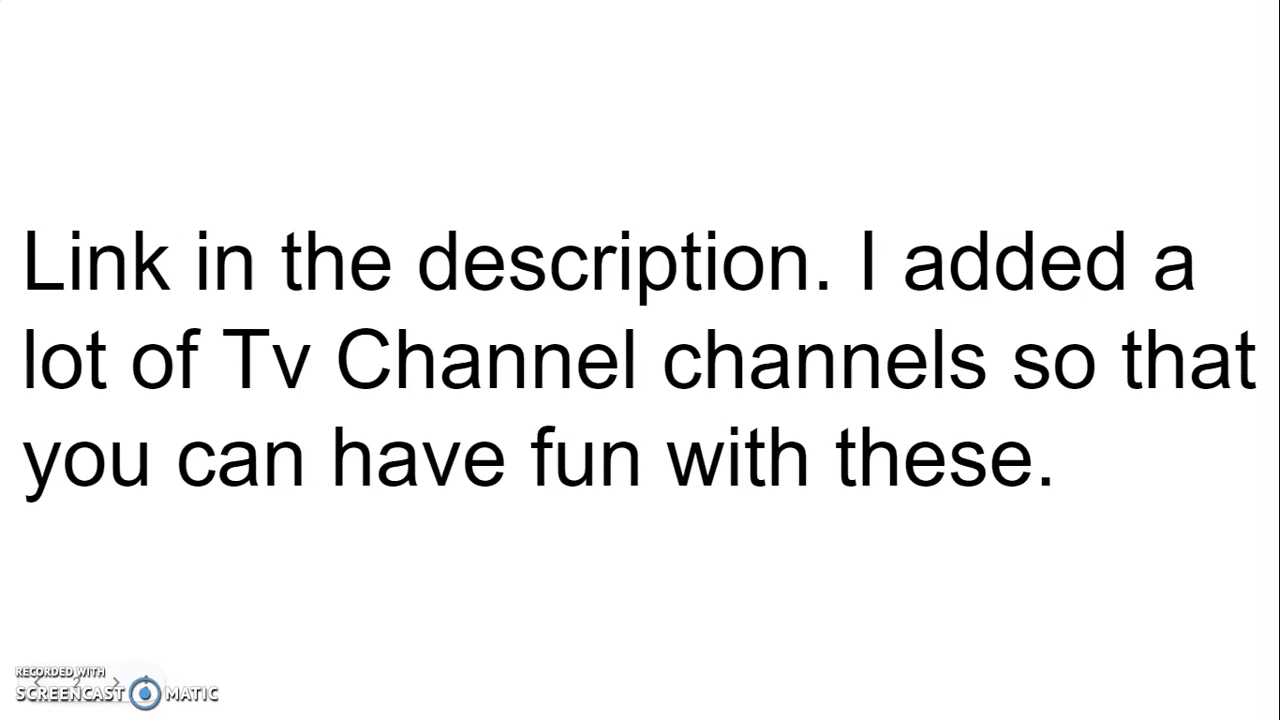 Link in the description. I added a
lot of Tv Channel channels so that
you can have fun with these.
RECORDED WITH
SCREENCAST MATIC